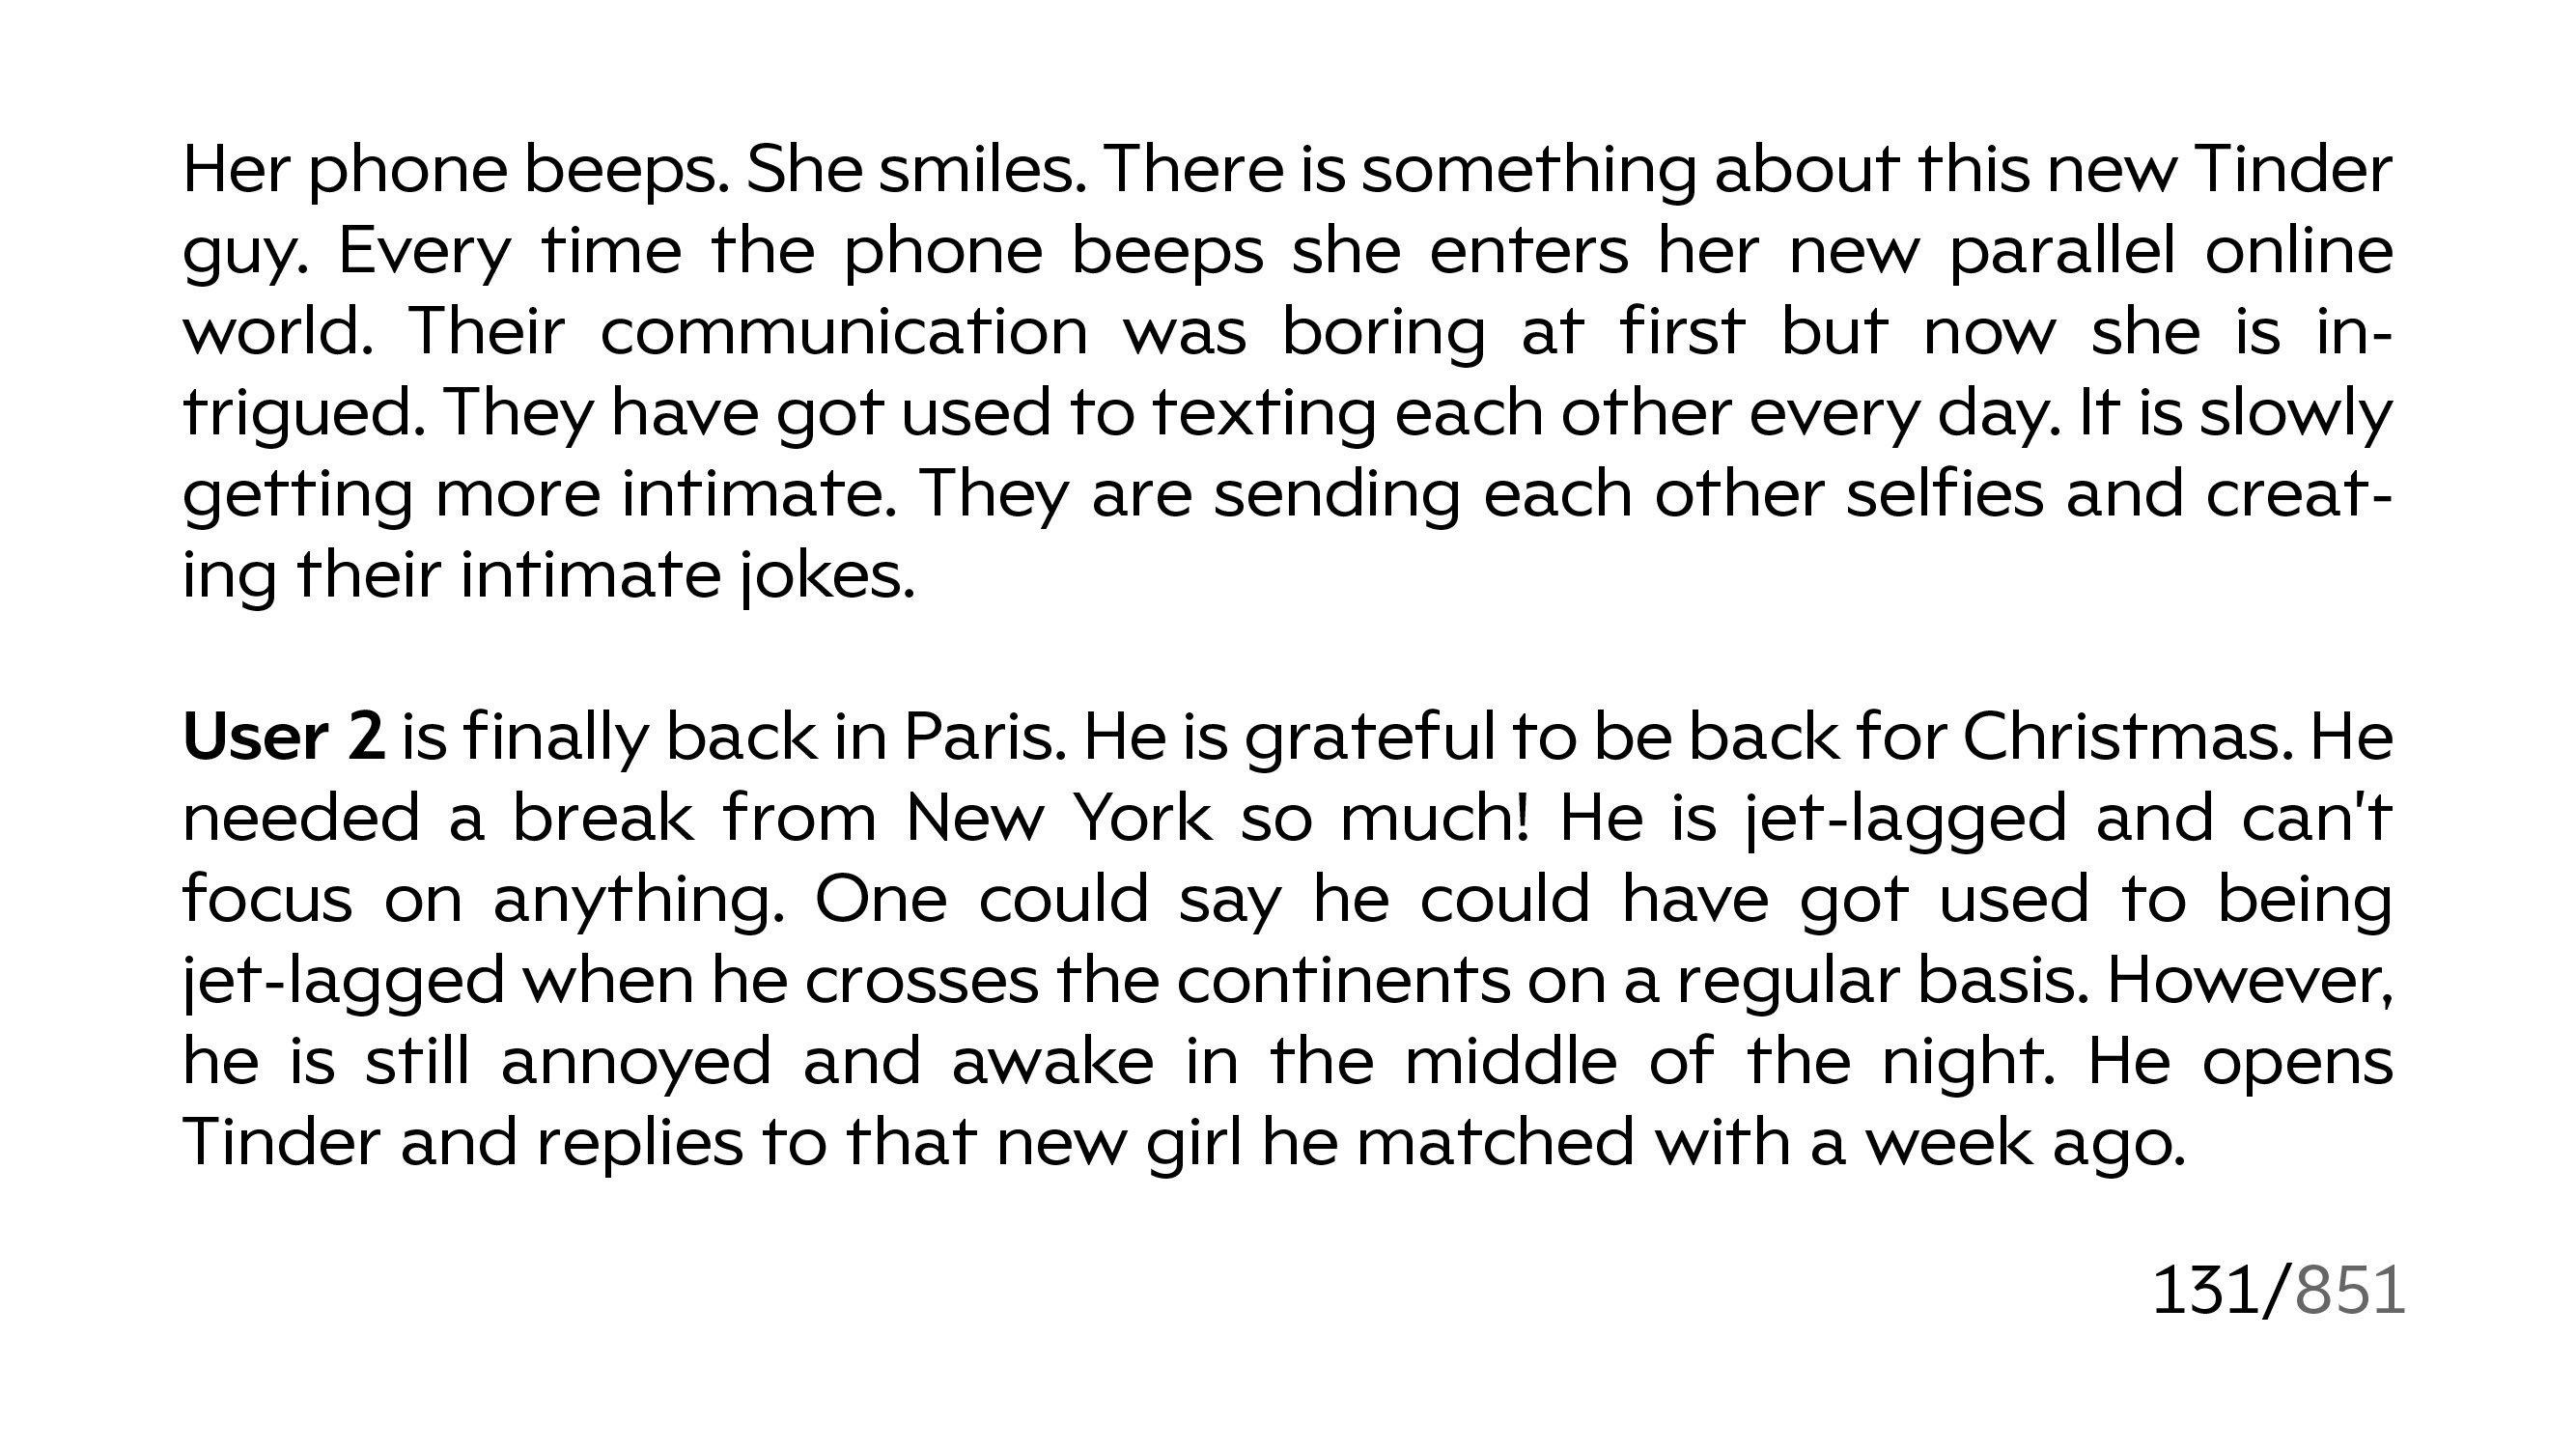 Her phone beeps. She smiles. There is something about this new Tinder
guy. Every time the phone beeps she enters her new parallel online
world. Their communication was boring at first but now she is in-
trigued. They have got used to texting each other every day. It is slowly
getting more intimate. They are sending each other selfies and creat-
ing their intimate jokes.
User 2 is finally back in Paris. He is grateful to be back for Christmas. He
needed a break from New York so much! He is jet-lagged and can't
focus on anything. One could say he could have got used to being
jet-lagged when he crosses the continents on a regular basis. However,
he is still annoyed and awake in the middle of the night. He opens
Tinder and replies to that new girl he matched with a week ago.
131/851